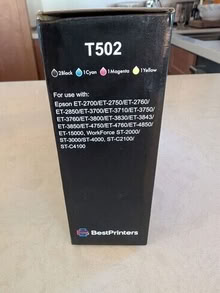 T502
2Black 1Cyan 1Magenta 1Yellow
For use with:
Epson ET-2700/ET-2750/ET-2760/
ET-2850/ET-3700/ET-3710/ET-3750/
ET-3760/ET-3800/ET-3830/ET-3843/
ET-3850/ET-4750/ET-4760/ET-4850/
ET-15000, WorkForce ST-2000/
ST-3000/ST-4000, ST-C2100/
ST-C4100
BestPrinters